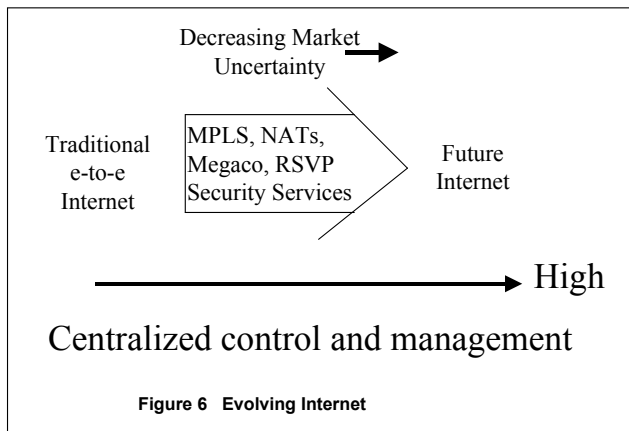 Decreasing Market
Uncertainty
Traditional
e-to-e
Internet
MPLS, NATs,
Megaco, RSVP
Security Services
Future
Internet
High
Centralized control and management
Figure 6 Evolving Internet